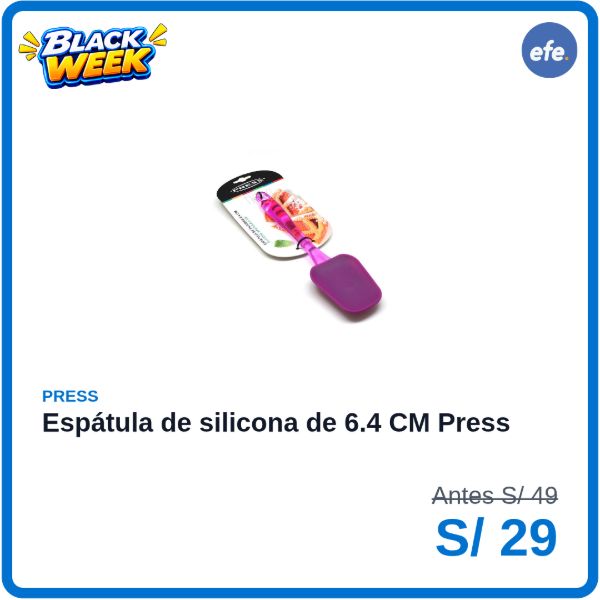 BLACK
WEEK
efe.
PRESS
Espátula de silicona de 6.4 CM Press
Antes S/ 49
S/ 29